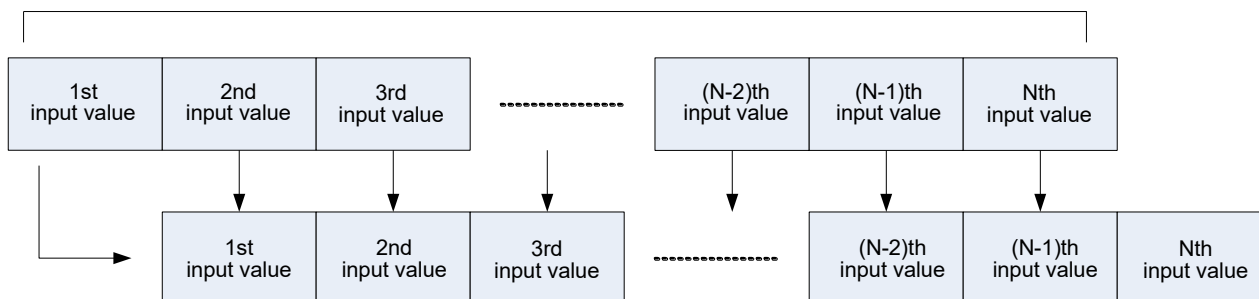 1st
input value
2nd
input value
3rd
input value
(N-2)th
input value
(N-1)th
input value
Nth
input value
1st
input value
2nd
input value
3rd
input value
(N-2)th
input value
(N-1)th
input value
Nth
input value